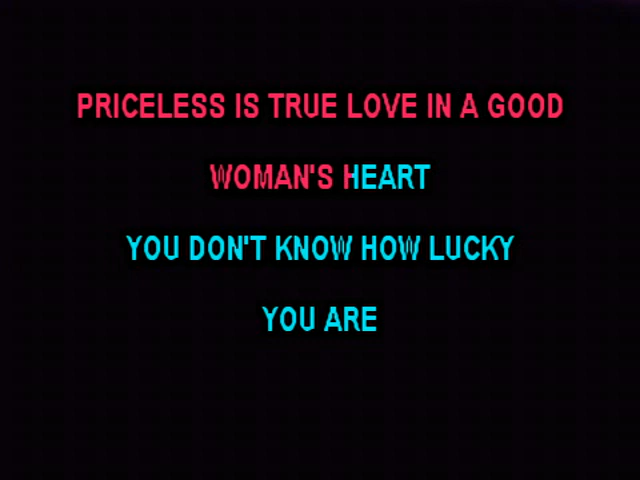 PRICELESS IS TRUE LOVE IN A GOOD
WOMAN'S HEART
YOU DON'T KNOW HOW LUCKY
YOU ARE